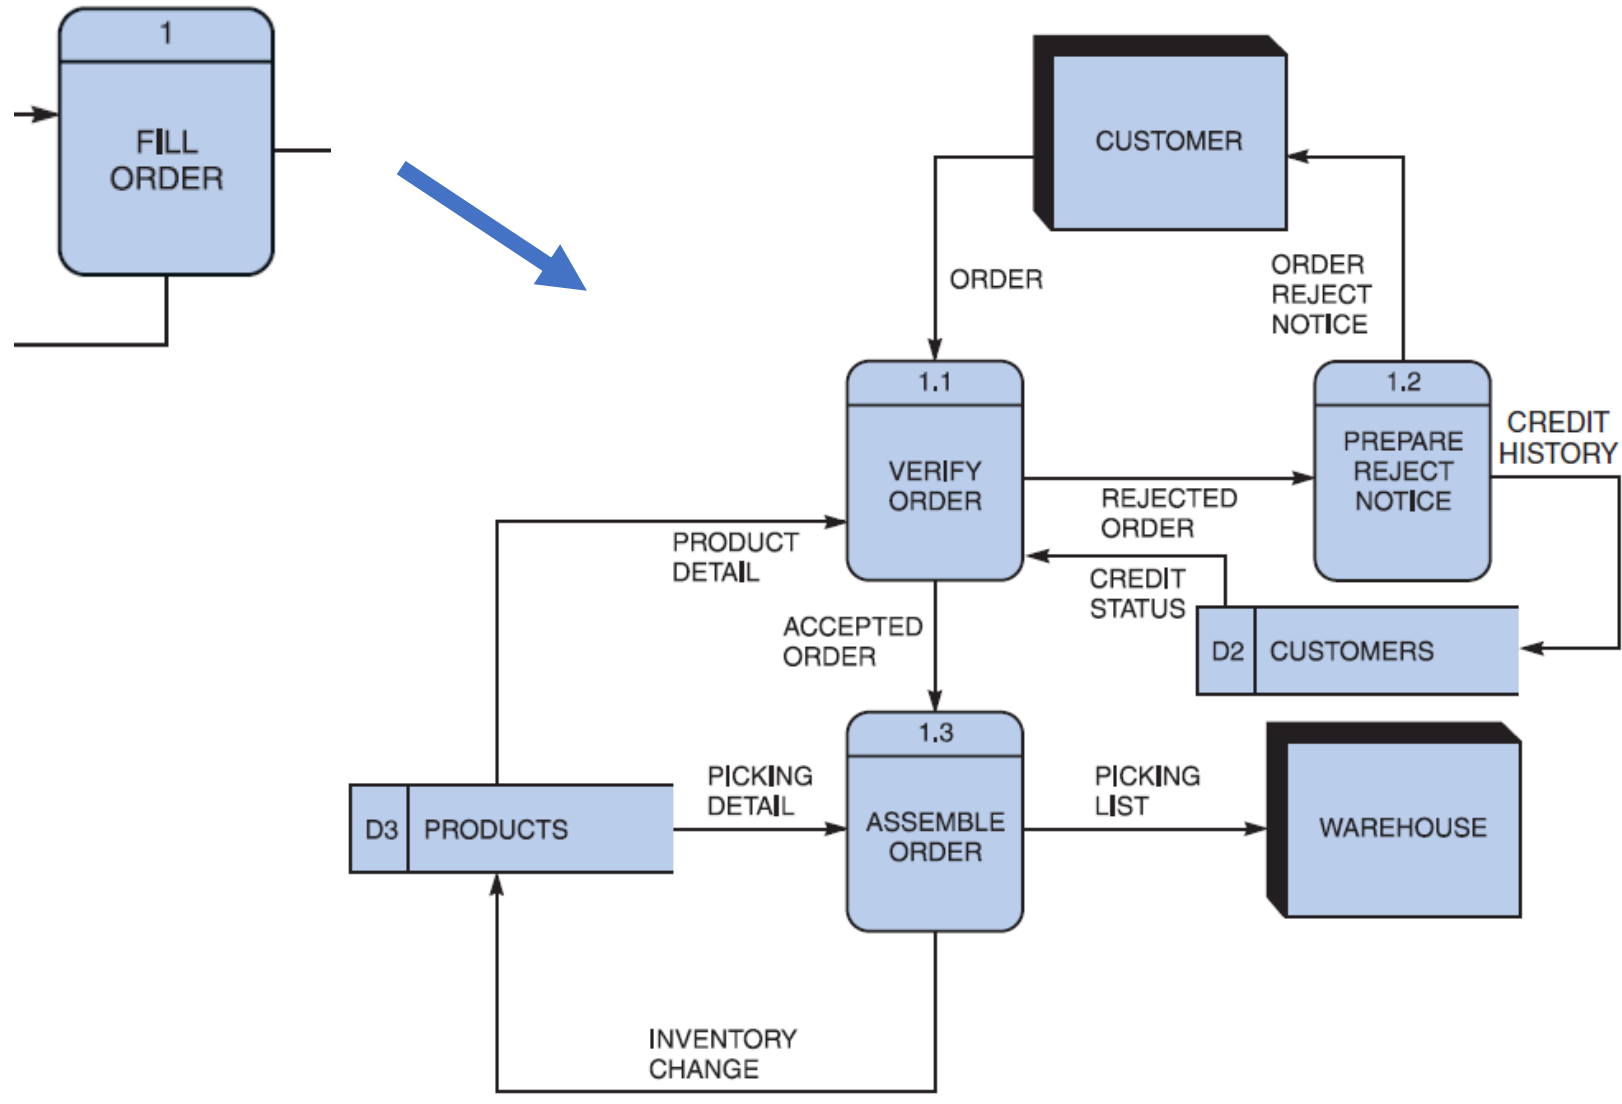 1
FILL
ORDER
CUSTOMER
ORDER
ORDER
REJECT
NOTICE
1.1
VERIFY
ORDER
1.2
PREPARE
REJECT
NOTICE
CREDIT
HISTORY
REJECTED
ORDER
PRODUCT
DETAIL
CREDIT
STATUS
ACCEPTED
ORDER
D2
CUSTOMERS
1.3
ASSEMBLE
ORDER
PICKING
DETAIL
PICKING
LIST
D3
PRODUCTS
WAREHOUSE
INVENTORY
CHANGE